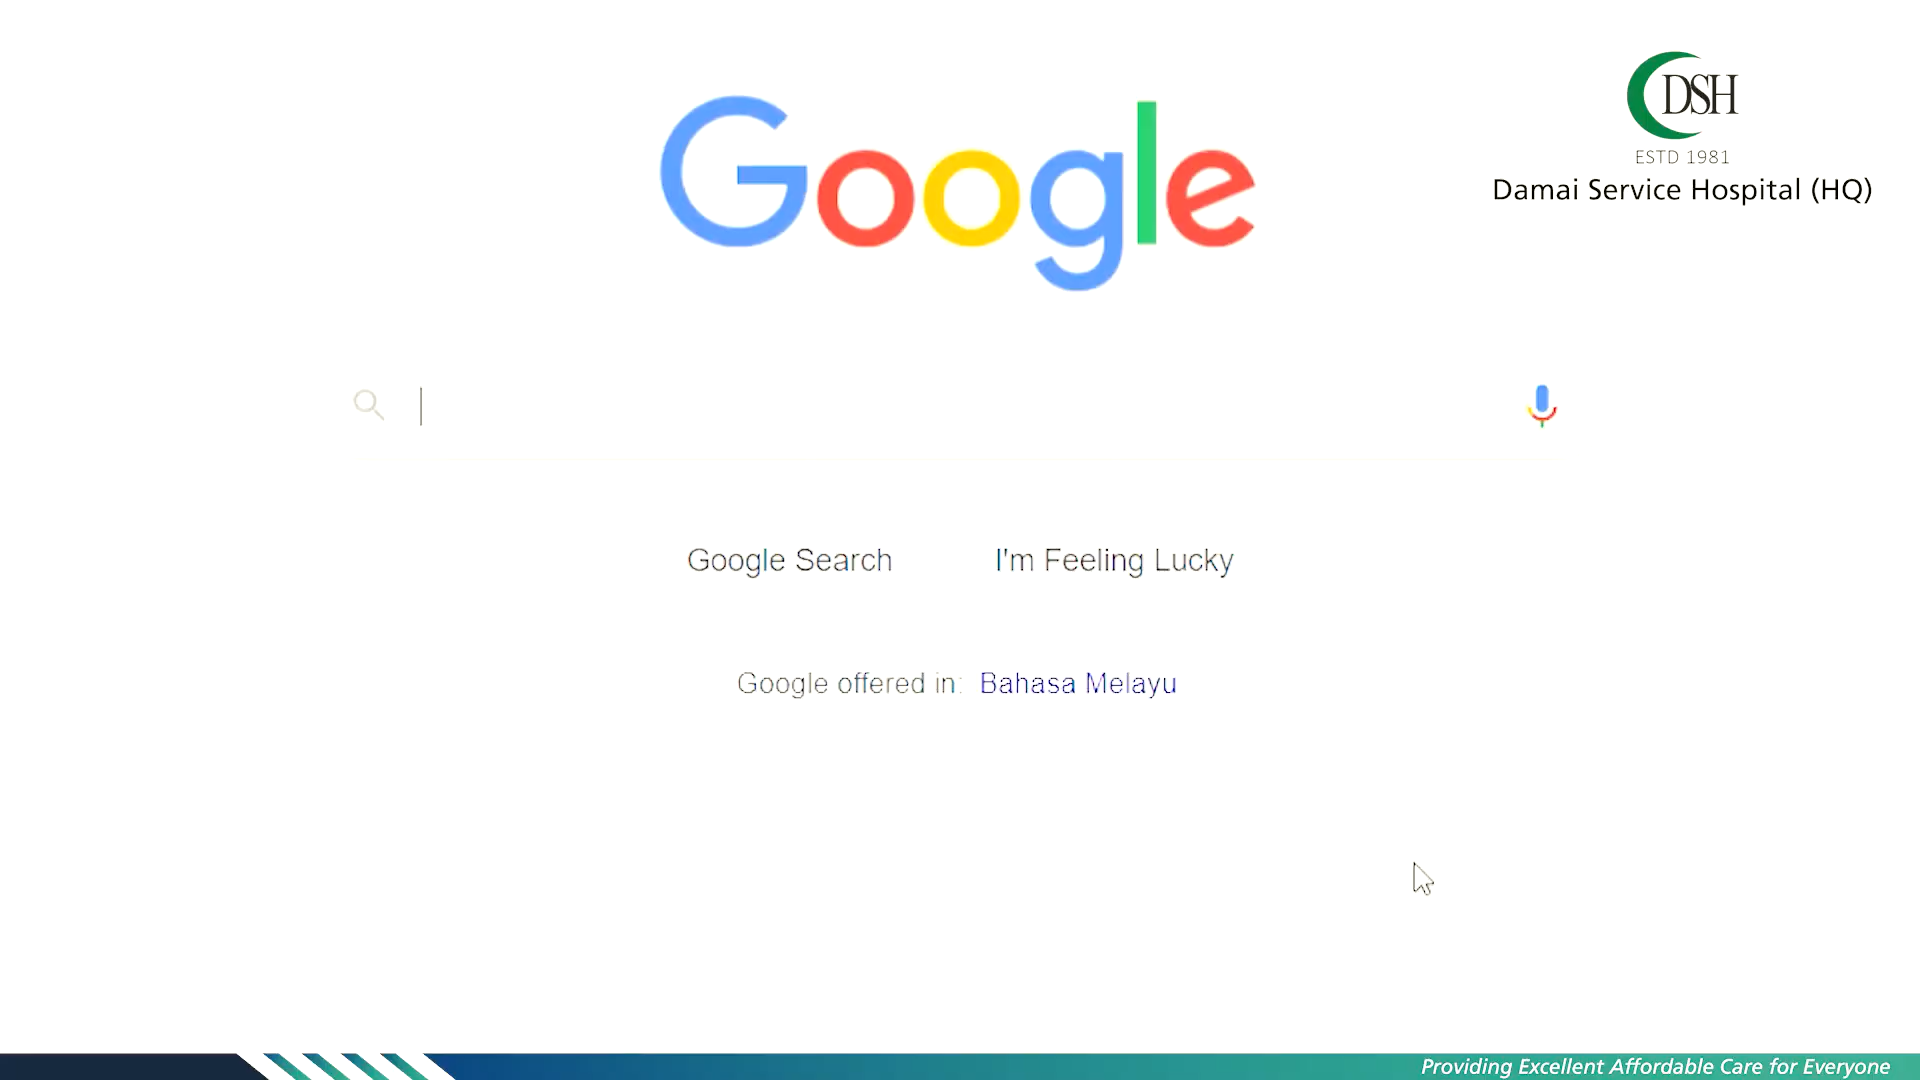 Google
DSH
ESTD 1981
Damai Service Hospital (HQ)
Google Search
I'm Feeling Lucky
Google offered in: Bahasa Melayu
Providing Excellent Affordable Care for Everyone